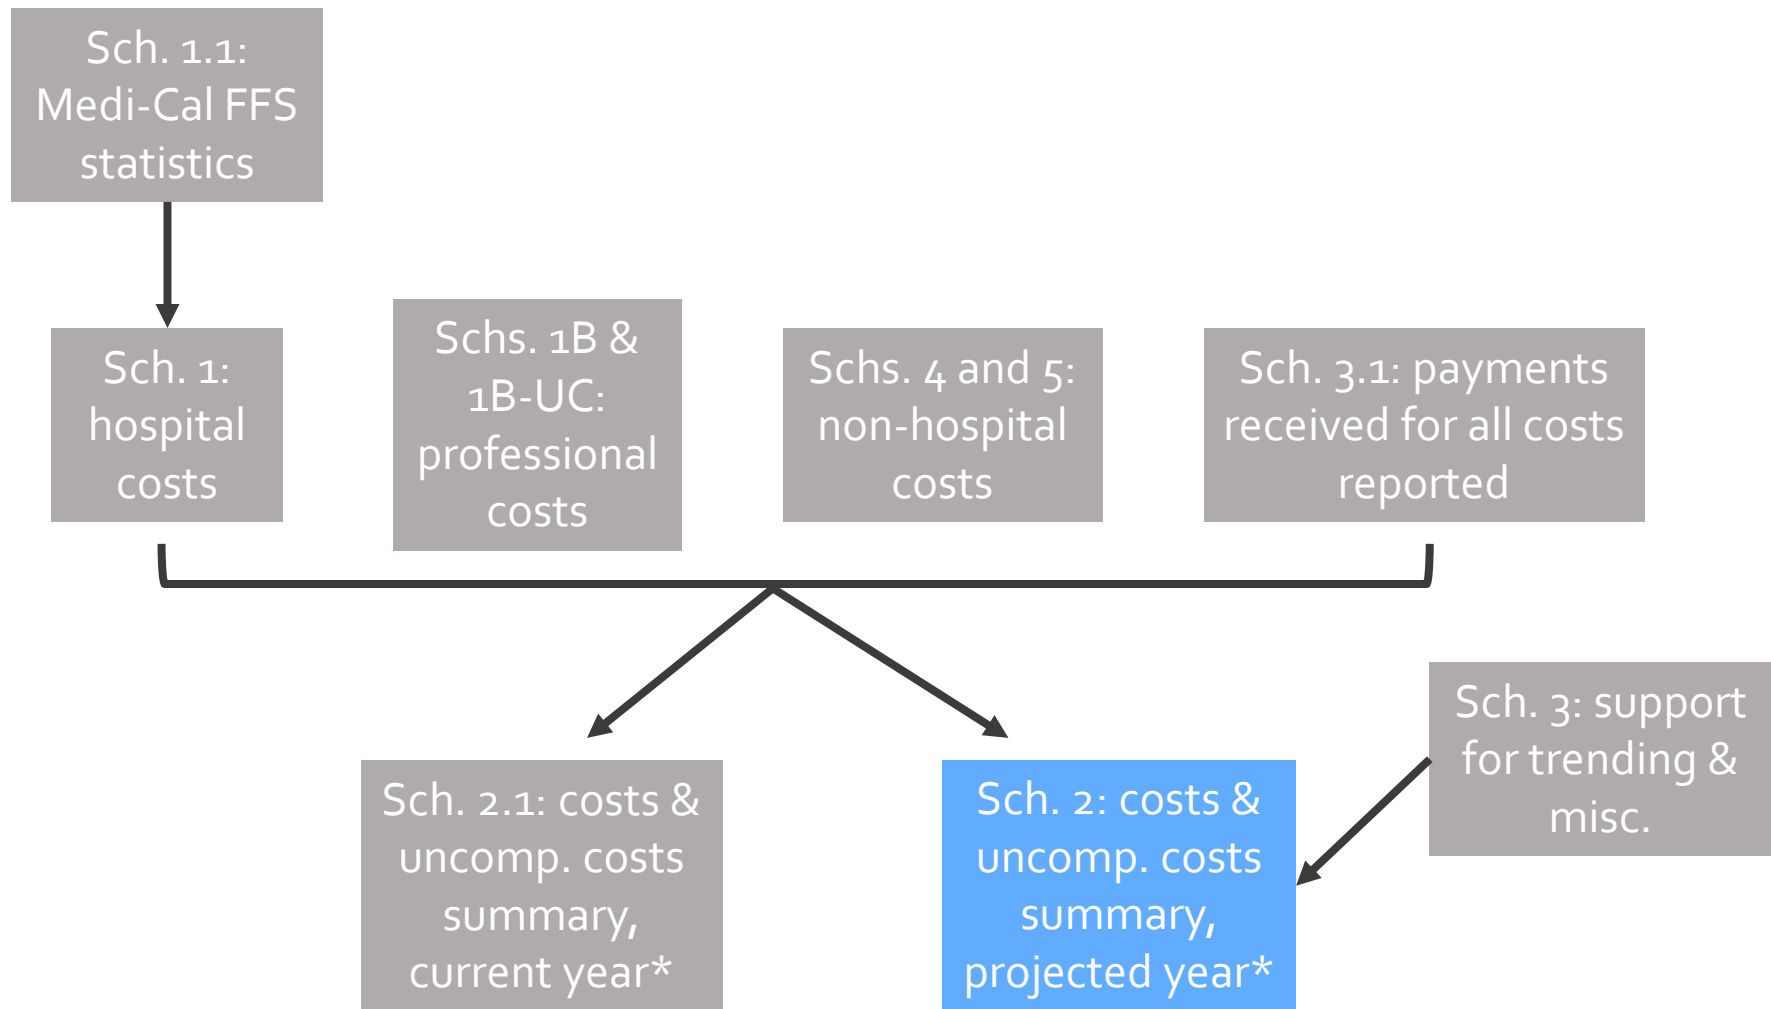 Sch. 1.1:
Medi-Cal FFS
statistics
Sch. 1:
hospital
costs
Schs. 1B &
1B-UC:
professional
costs
Schs. 4 and 5:
non-hospital
costs
Sch. 3.1: payments
received for all costs
reported
Sch. 2.1: costs &
uncomp. costs
summary,
current year*
Sch. 2: costs &
uncomp. costs
summary,
projected year*
Sch. 3: support
for trending &
misc.